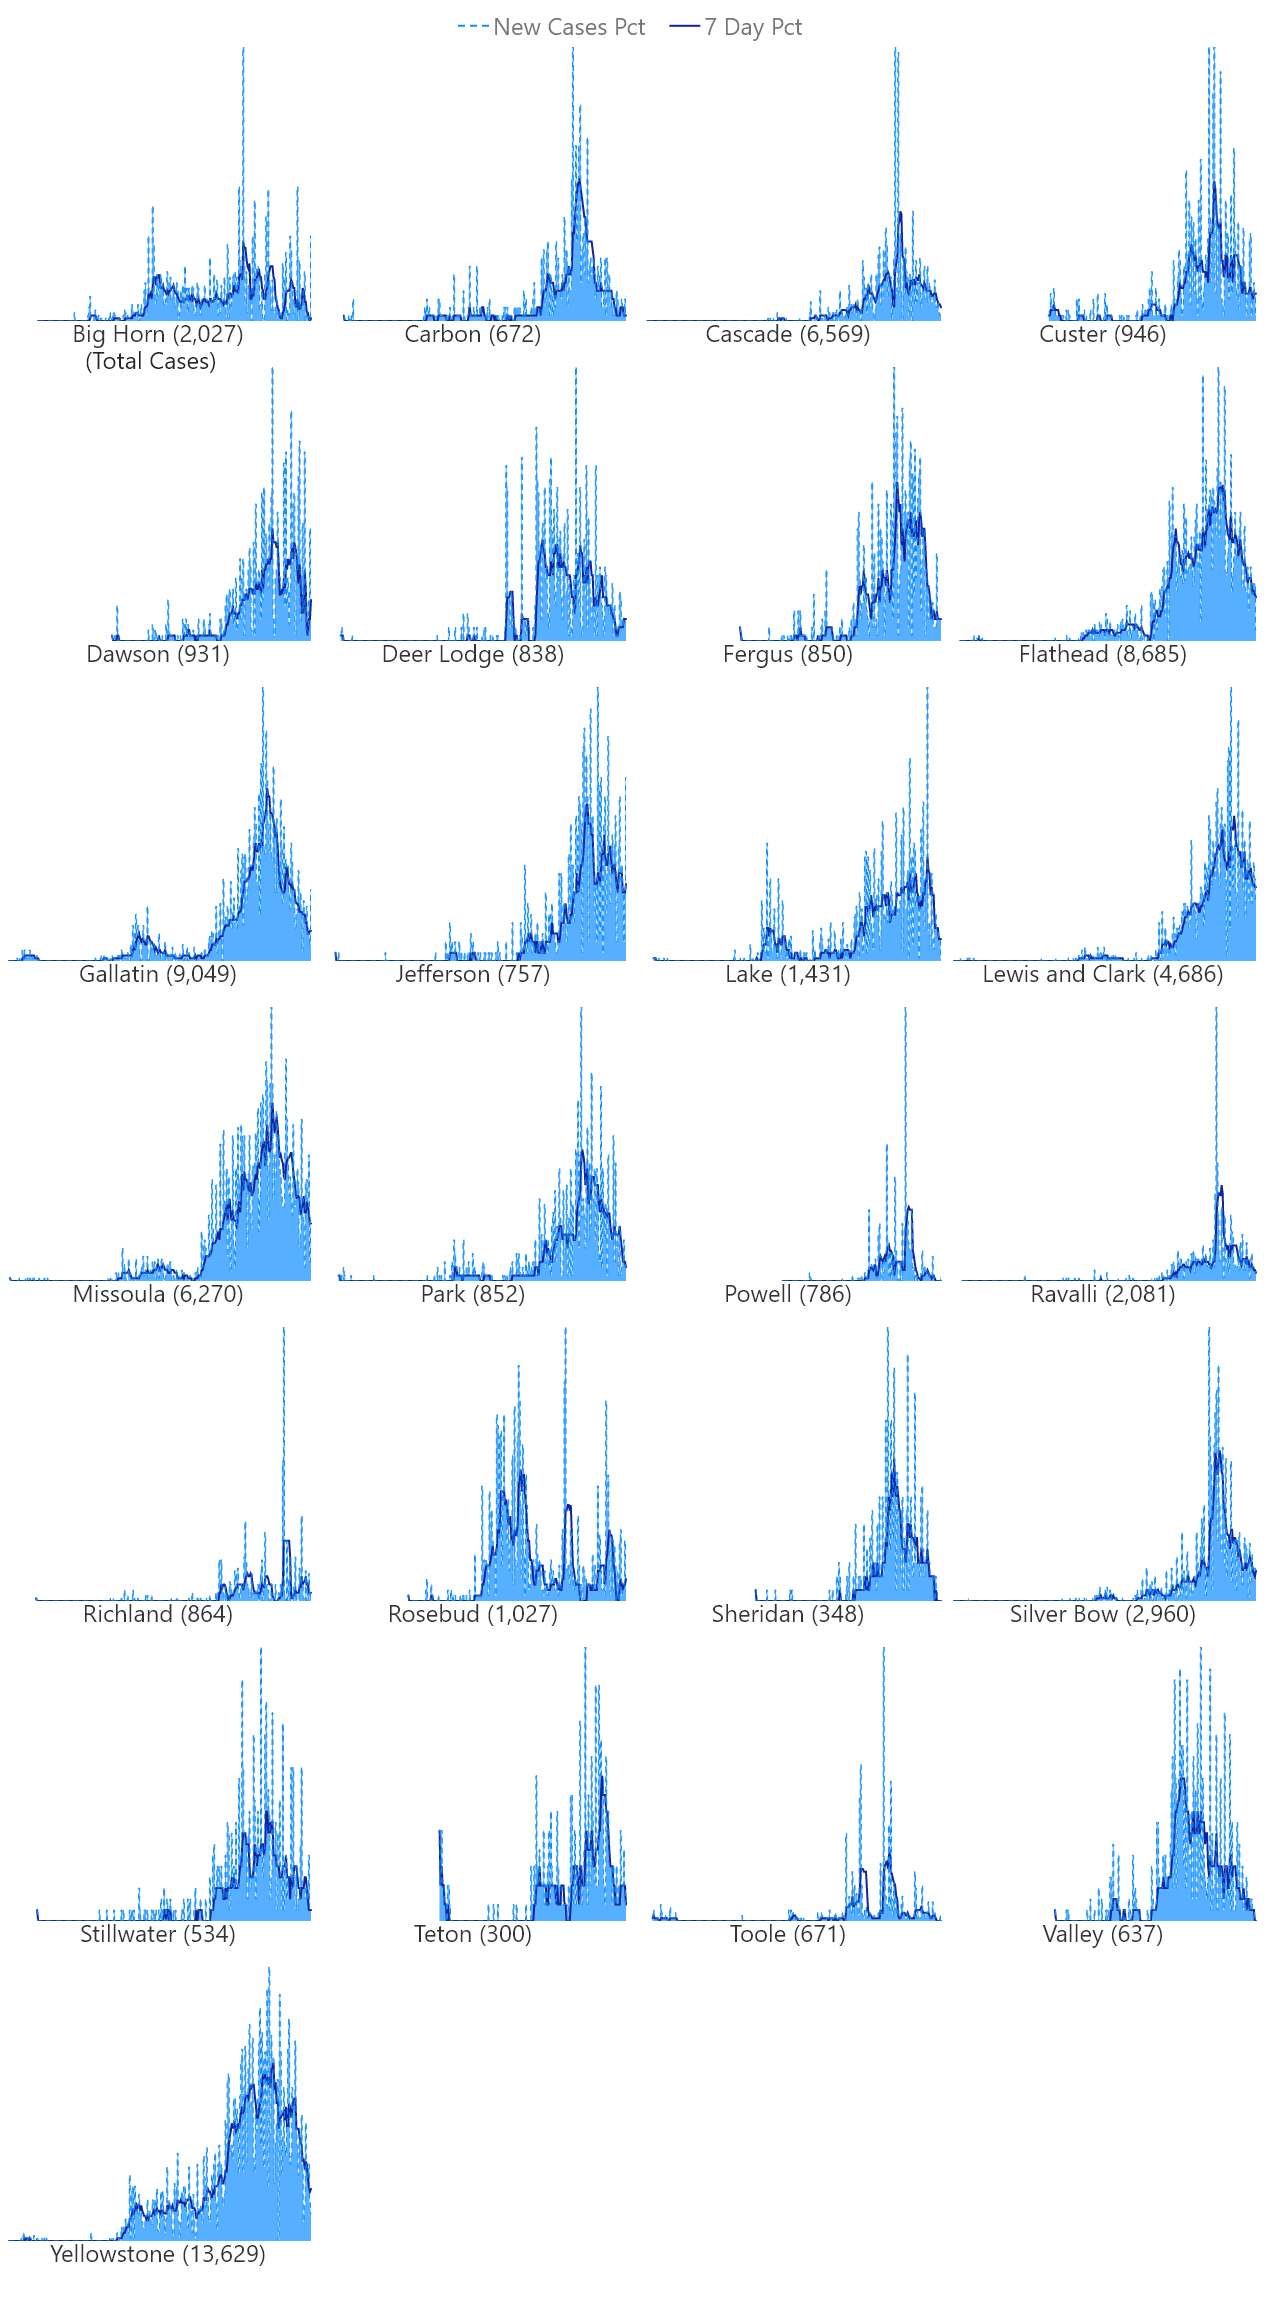 New Cases Pct 7 Day Pct
Big Horn (2,027) Carbon (672) Cascade (6,569) Custer (946)
(Total Cases)
Dawson (931) Deer Lodge (838) Fergus (850) Flathead (8,685)
Gallatin (9,049) Jefferson (757) Lake (1,431) Lewis and Clark (4,686)
Missoula (6,270) Park (852) Powell (786) Ravalli (2,081)
Richland (864) Rosebud (1,027) Sheridan (348) Silver Bow (2,960)
Stillwater (534) Teton (300) Toole (671) Valley (637)
Yellowstone (13,629)